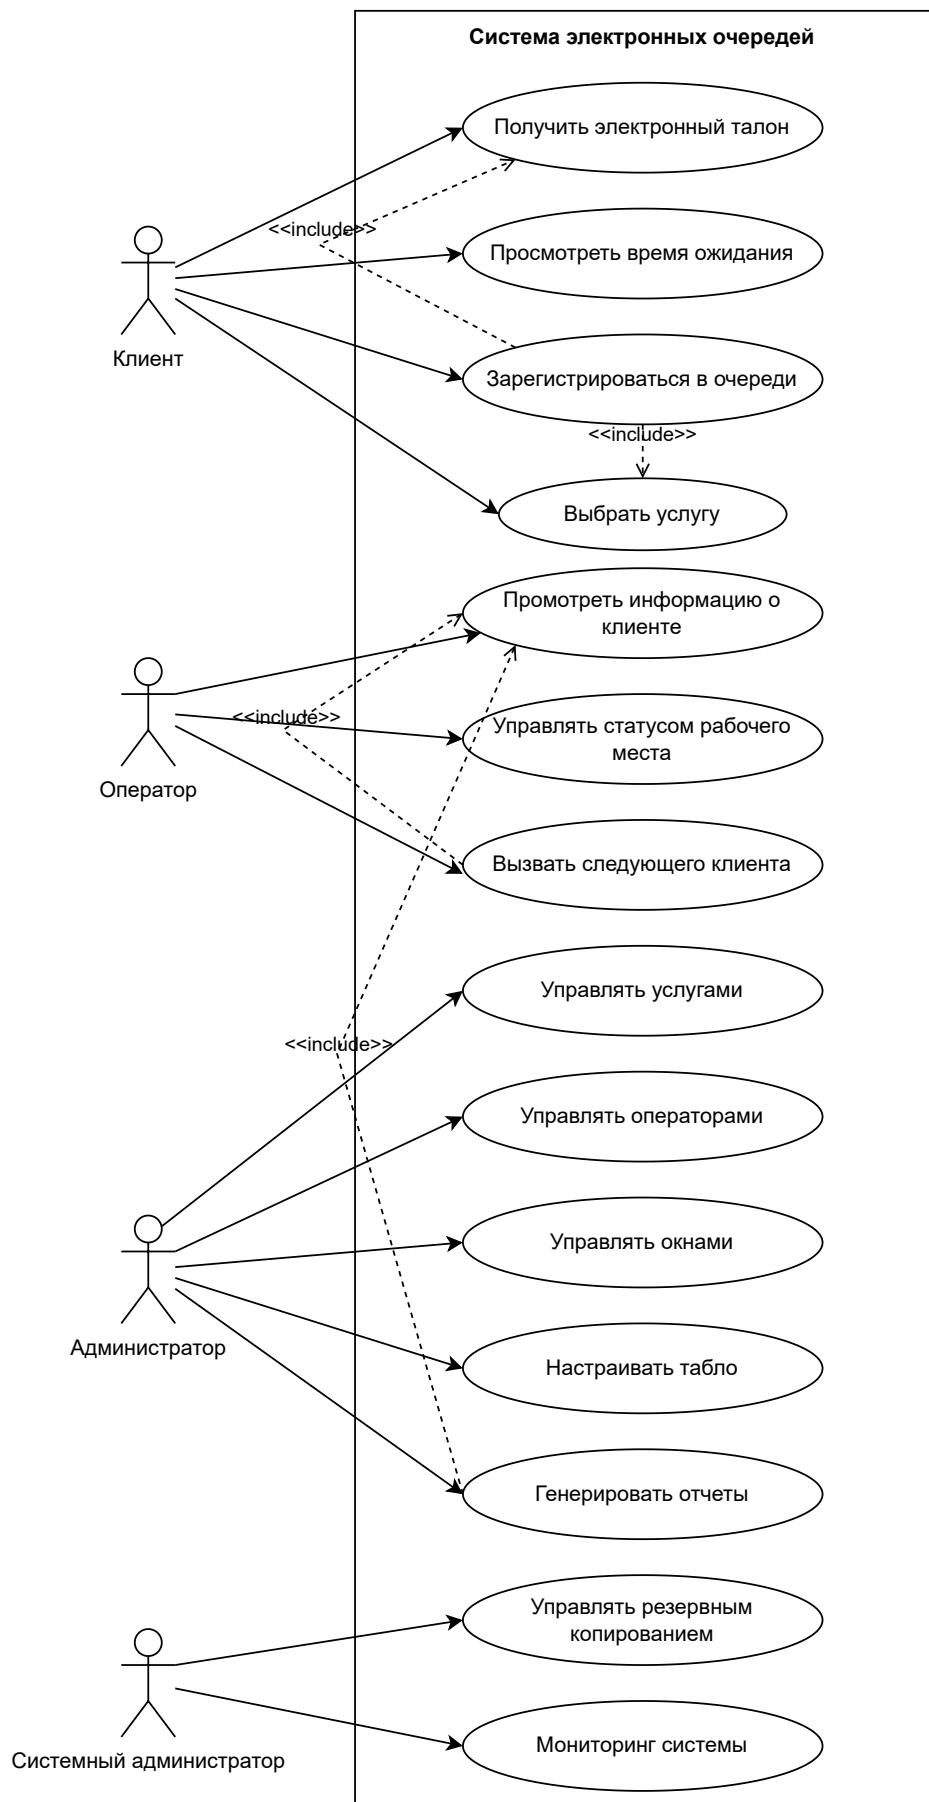 Система электронных очередей
Получить электронный талон
<<include>>
Просмотреть время ожидания
Клиент
Зарегистрироваться в очереди
<<include>>
Выбрать услугу
Промотреть информацию о
клиенте
<<include>>
Управлять статусом рабочего
места
Оператор
Вызвать следующего клиента
Управлять услугами
<<include>>
Управлять операторами
Управлять окнами
Администратор
Настраивать табло
Генерировать отчеты
Управлять резервным
копированием
Мониторинг системы
Системный администратор